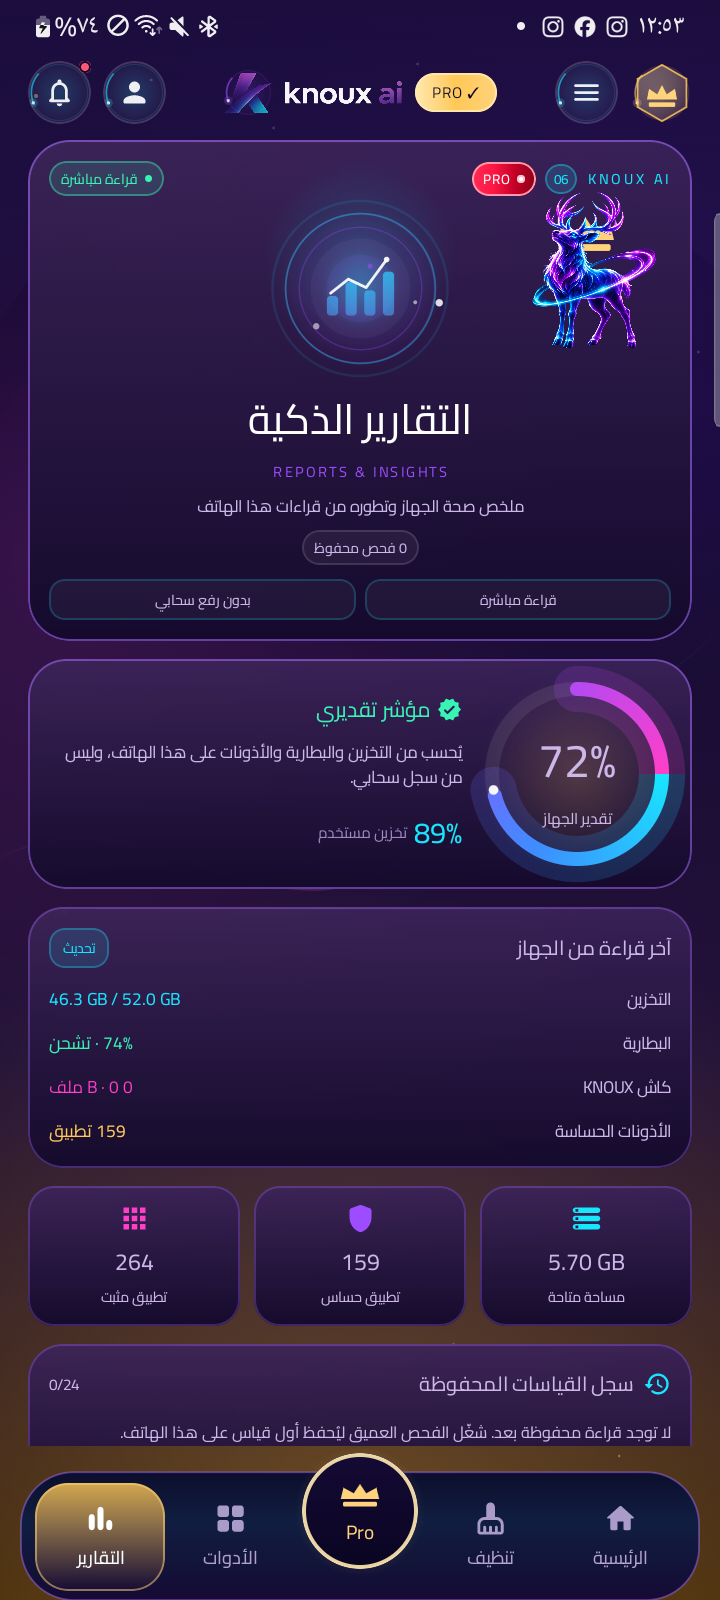 ١٢:٥٣
%٧٤
knoux ai
PRO ✓
KNOUX AI
06
PRO
قراءة مباشرة
التقارير الذكية
REPORTS & INSIGHTS
ملخص صحة الجهاز وتطوره من قراءات هذا الهاتف
0 فحص محفوظ
قراءة مباشرة
بدون رفع سحابي
72%
تقدير الجهاز
مؤشر تقديري
يُحسب من التخزين والبطارية والأذونات على هذا الهاتف، وليس
من سجل سحابي.
89% تخزين مستخدم
آخر قراءة من الجهاز
تحديث
التخزين
46.3 GB / 52.0 GB
البطارية
74% · تشحن
كاش KNOUX
0 B · 0 ملف
الأذونات الحساسة
159 تطبيق
5.70 GB
مساحة متاحة
159
تطبيق حساس
264
تطبيق مثبت
سجل القياسات المحفوظة
0/24
لا توجد قراءة محفوظة بعد. شغّل الفحص العميق ليُحفظ أول قياس على هذا الهاتف.
الرئيسية
تنظيف
Pro
الأدوات
التقارير